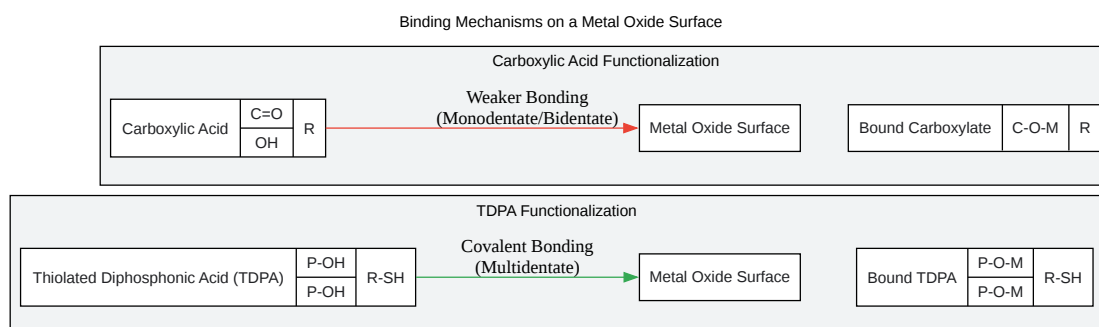 Binding Mechanisms on a Metal Oxide Surface
Carboxylic Acid Functionalization
Carboxylic Acid
C=O
OH
R
Weaker Bonding
(Monodentate/Bidentate)
Metal Oxide Surface
Bound Carboxylate
C-O-M
R
TDPA Functionalization
Thiolated Diphosphonic Acid (TDPA)
P-OH
P-OH
R-SH
Covalent Bonding
(Multidentate)
Metal Oxide Surface
Bound TDPA
P-O-M
P-O-M
R-SH